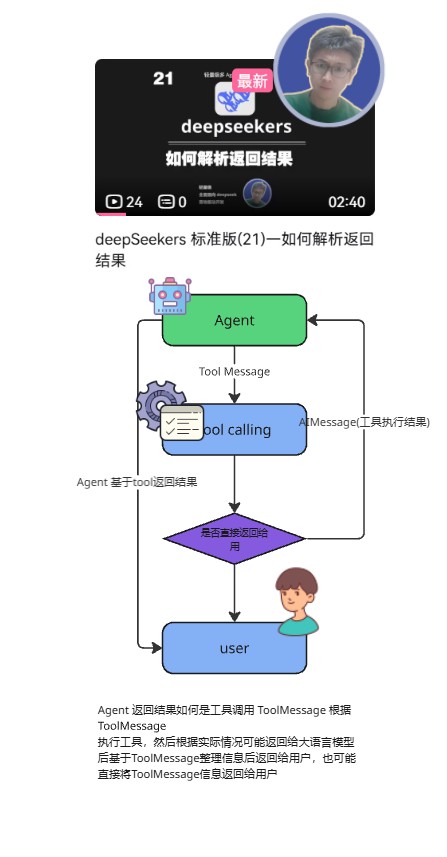 21
最新
deepseekers
如何解析返回结果
24
0
02:40
deepSeekers 标准版(21)一如何解析返回
结果
Agent
Tool Message
ool calling
AIMessage(工具执行结果)
Agent 基于tool返回结果
是否直接返回给
用
user
Agent 返回结果如何是工具调用 ToolMessage 根据
ToolMessage
执行工具，然后根据实际情况可能返回给大语言模型
后基于ToolMessage整理信息后返回给用户，也可能
直接将ToolMessage信息返回给用户